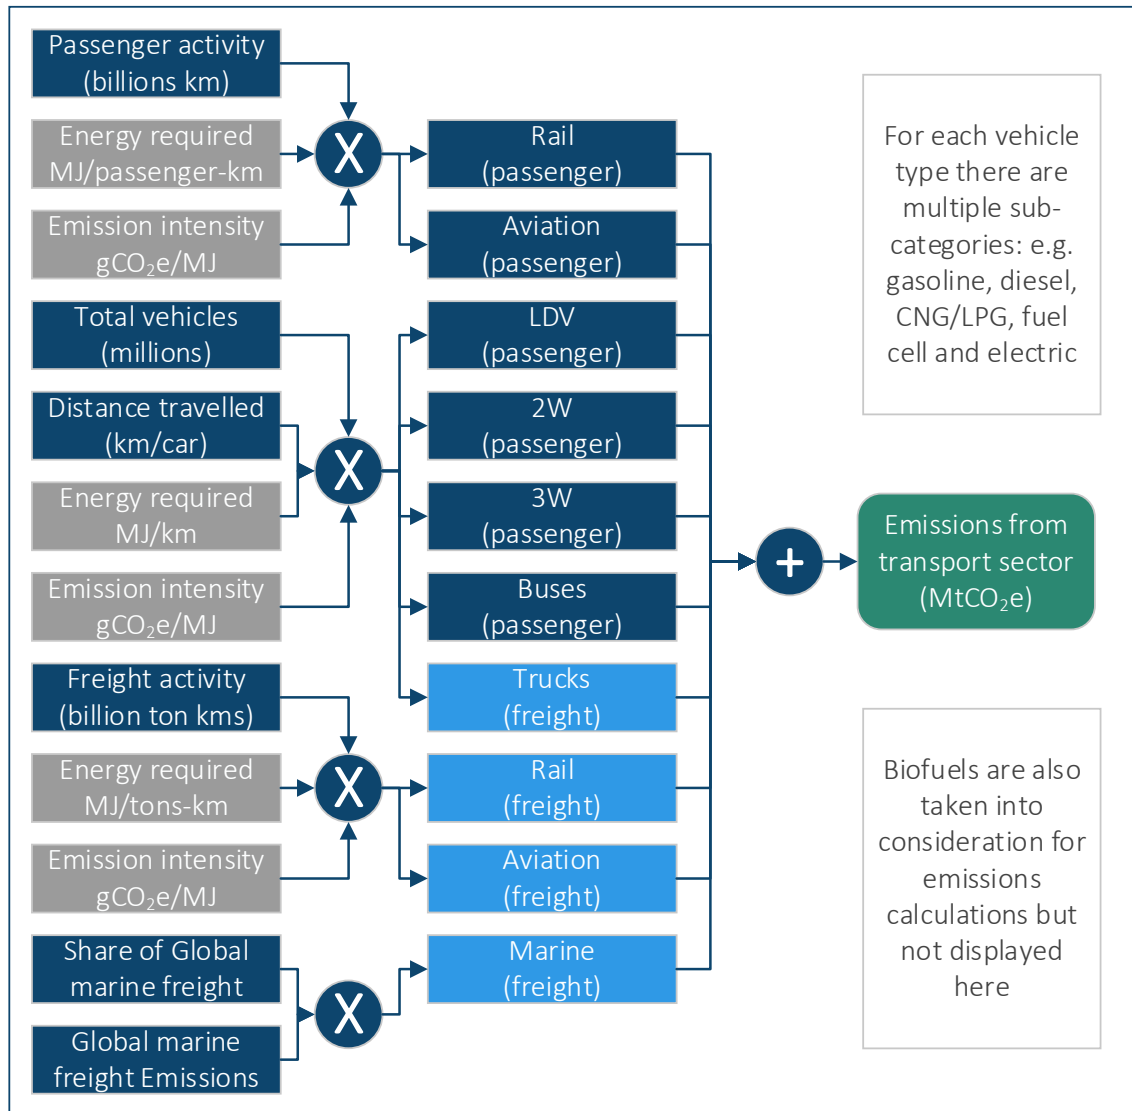 Passenger activity
(billions km)
Energy required
MJ/passenger-km
Emission intensity
gCO₂e/MJ
X
Rail
(passenger)
Aviation
(passenger)
Total vehicles
(millions)
Distance travelled
(km/car)
Energy required
MJ/km
Emission intensity
gCO₂e/MJ
X
LDV
(passenger)
2W
(passenger)
3W
(passenger)
Buses
(passenger)
Trucks
(freight)
Freight activity
(billion ton kms)
Energy required
MJ/tons-km
Emission intensity
gCO₂e/MJ
X
Rail
(freight)
Aviation
(freight)
Share of Global
marine freight
Global marine
freight Emissions
X
Marine
(freight)
+
Emissions from
transport sector
(MtCO₂e)
For each vehicle
type there are
multiple sub-
categories: e.g.
gasoline, diesel,
CNG/LPG, fuel
cell and electric
Biofuels are also
taken into
consideration for
emissions
calculations but
not displayed
here